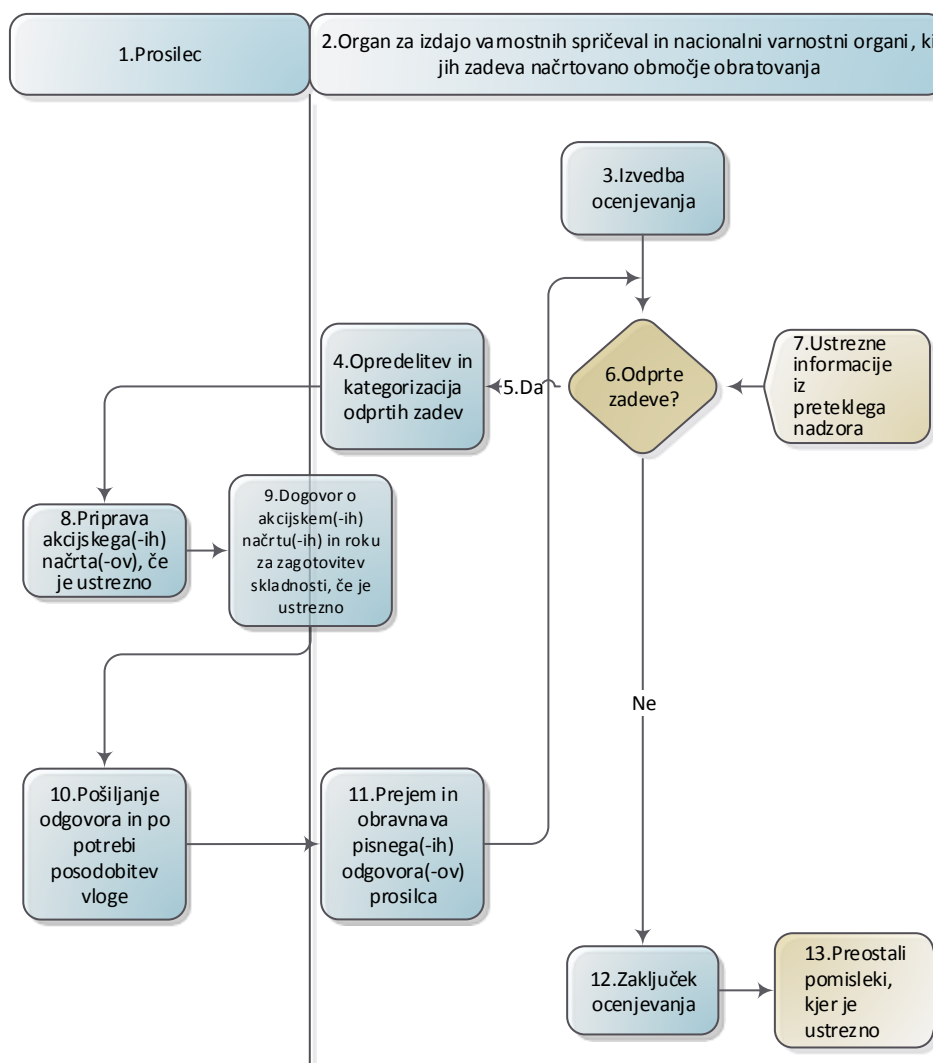 1.Prosilec
2.Organ za izdajo varnostnih spričeval in nacionalni varnostni organi, ki
jih zadeva načrtovano območje obratovanja
3.Izvedba
ocenjevanja
4.Opredelitev in
kategorizacija
odprtih zadev
5.Da
6.Odprte
zadeve?
7.Ustrezne
informacije
iz
preteklega
nadzora
8.Priprava
akcijskega(-ih)
načrta(-ov), če
je ustrezno
9.Dogovor o
akcijskem(-ih)
načrtu(-ih) in roku
za zagotovitev
skladnosti, če je
ustrezno
Ne
10.Pošiljanje
odgovora in po
potrebi
posodobitev
vloge
11.Prejem in
obravnava
pisnega(-ih)
odgovora(-ov)
prosilca
12.Zaključek
ocenjevanja
13.Preostali
pomisleki,
kjer je
ustrezno